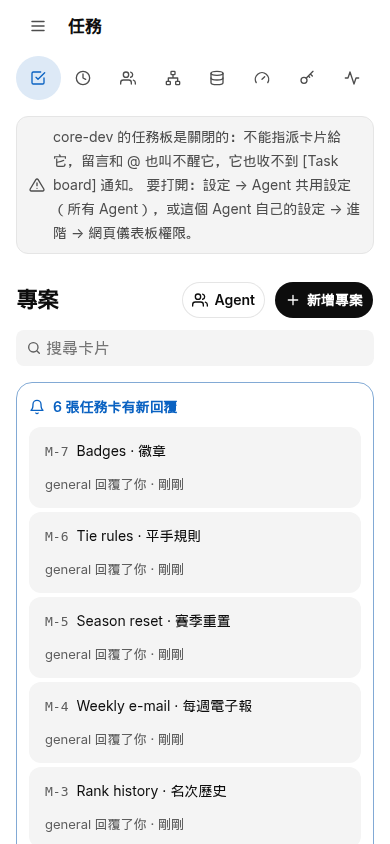 任務
core-dev 的任務板是關閉的：不能指派卡片給
它，留言和 @ 也叫不醒它，它也收不到 [Task
board] 通知。 要打開：設定 → Agent 共用設定
（所有 Agent），或這個 Agent 自己的設定 → 進
階 → 網頁儀表板權限。
專案
Agent
新增專案
搜尋卡片
6 張任務卡有新回覆
M-7 Badges · 徽章
general 回覆了你 · 剛剛
M-6 Tie rules · 平手規則
general 回覆了你 · 剛剛
M-5 Season reset · 賽季重置
general 回覆了你 · 剛剛
M-4 Weekly e-mail · 每週電子報
general 回覆了你 · 剛剛
M-3 Rank history · 名次歷史
general 回覆了你 · 剛剛